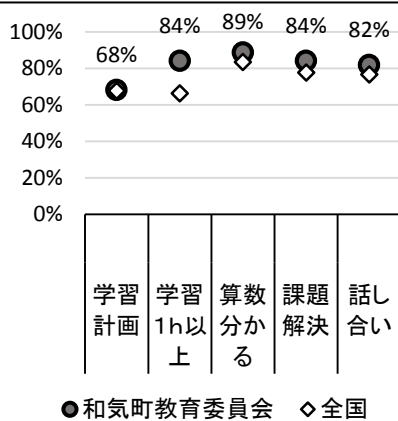 100%
80%
60%
40%
20%
0%
68%
84%
89%
84%
82%
学習
計画
学習
1h以
上
算数
分か
る
課題
解決
話し
合い
●和気町教育委員会 ◇全国